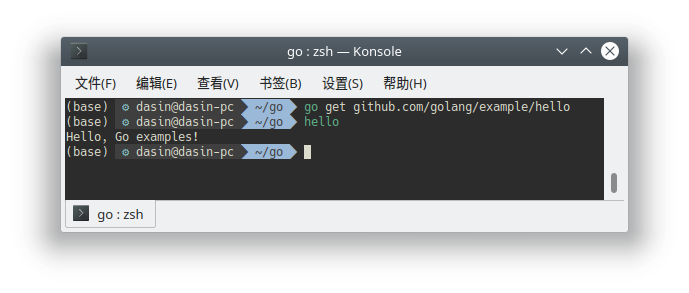 go : zsh — Konsole
文件(F) 编辑(E) 查看(V) 书签(B) 设置(S) 帮助(H)
(base) dasin@dasin-pc ~/go go get github.com/golang/example/hello
(base) dasin@dasin-pc ~/go hello
Hello, Go examples!
(base) dasin@dasin-pc ~/go
go : zsh